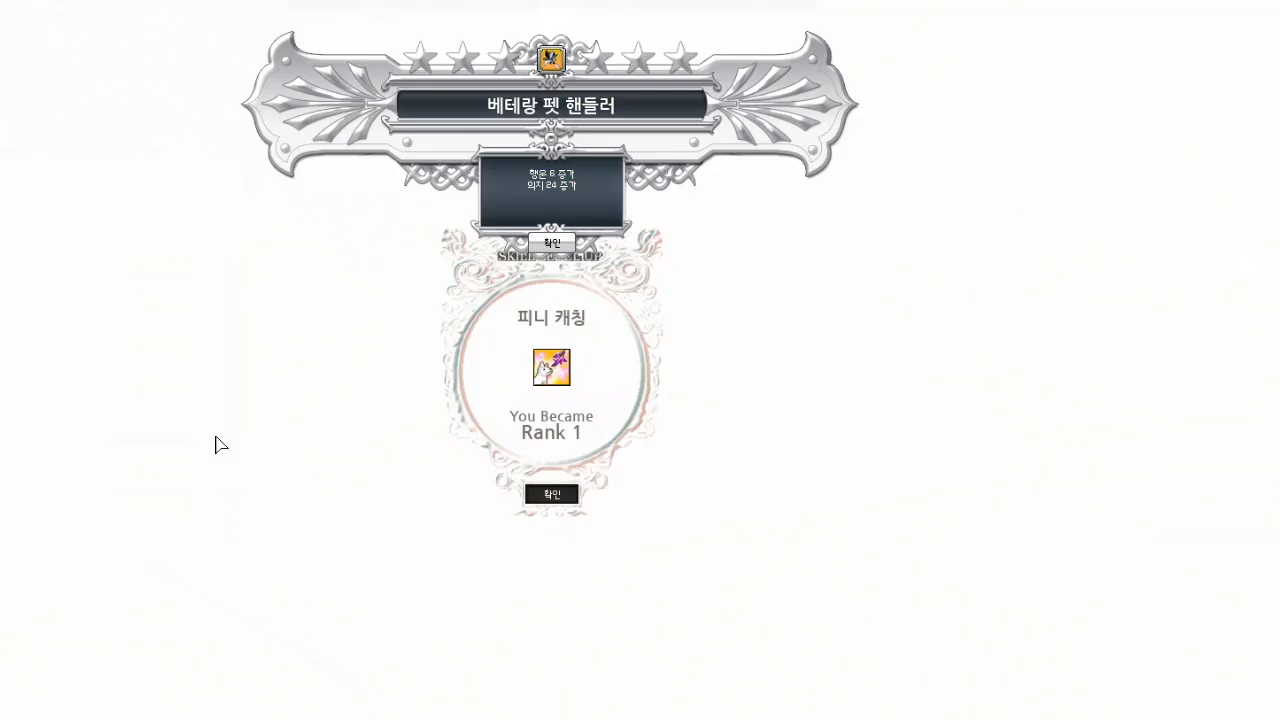 베테랑 펫 핸들러
행운 6 증가
의지 24 증가
확인
피니 캐칭
You Became
Rank 1
확인